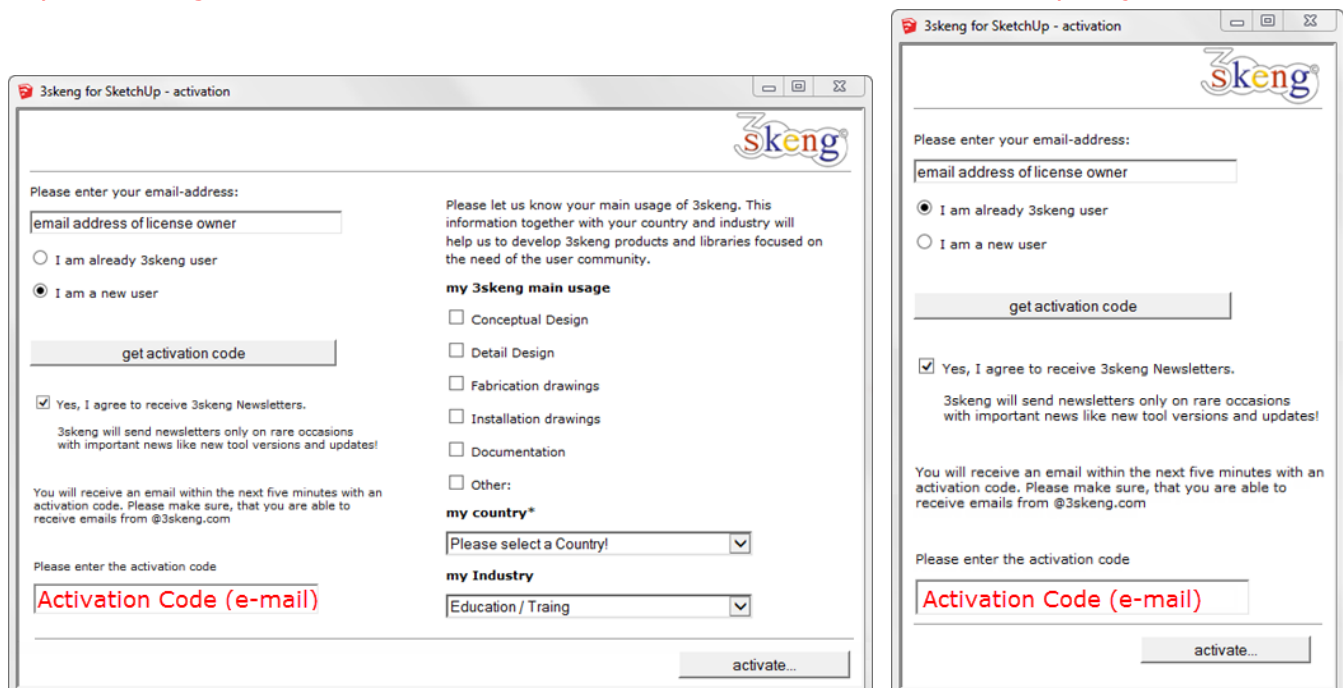 3skeng for SketchUp - activation
3skeng©
Please enter your email-address:
email address of license owner
I am already 3skeng user
I am a new user
get activation code
Yes, I agree to receive 3skeng Newsletters.
3skeng will send newsletters only on rare occasions
with important news like new tool versions and updates!
You will receive an email within the next five minutes with an
activation code. Please make sure, that you are able to
receive emails from @3skeng.com
Please enter the activation code
Activation Code (e-mail)
Please let us know your main usage of 3skeng. This
information together with your country and industry will
help us to develop 3skeng products and libraries focused on
the need of the user community.
my 3skeng main usage
Conceptual Design
Detail Design
Fabrication drawings
Installation drawings
Documentation
Other:
my country*
Please select a Country!
my Industry
Education / Traing
activate...
3skeng for SketchUp - activation
3skeng©
Please enter your email-address:
email address of license owner
I am already 3skeng user
I am a new user
get activation code
Yes, I agree to receive 3skeng Newsletters.
3skeng will send newsletters only on rare occasions
with important news like new tool versions and updates!
You will receive an email within the next five minutes with an
activation code. Please make sure, that you are able to
receive emails from @3skeng.com
Please enter the activation code
Activation Code (e-mail)
activate...